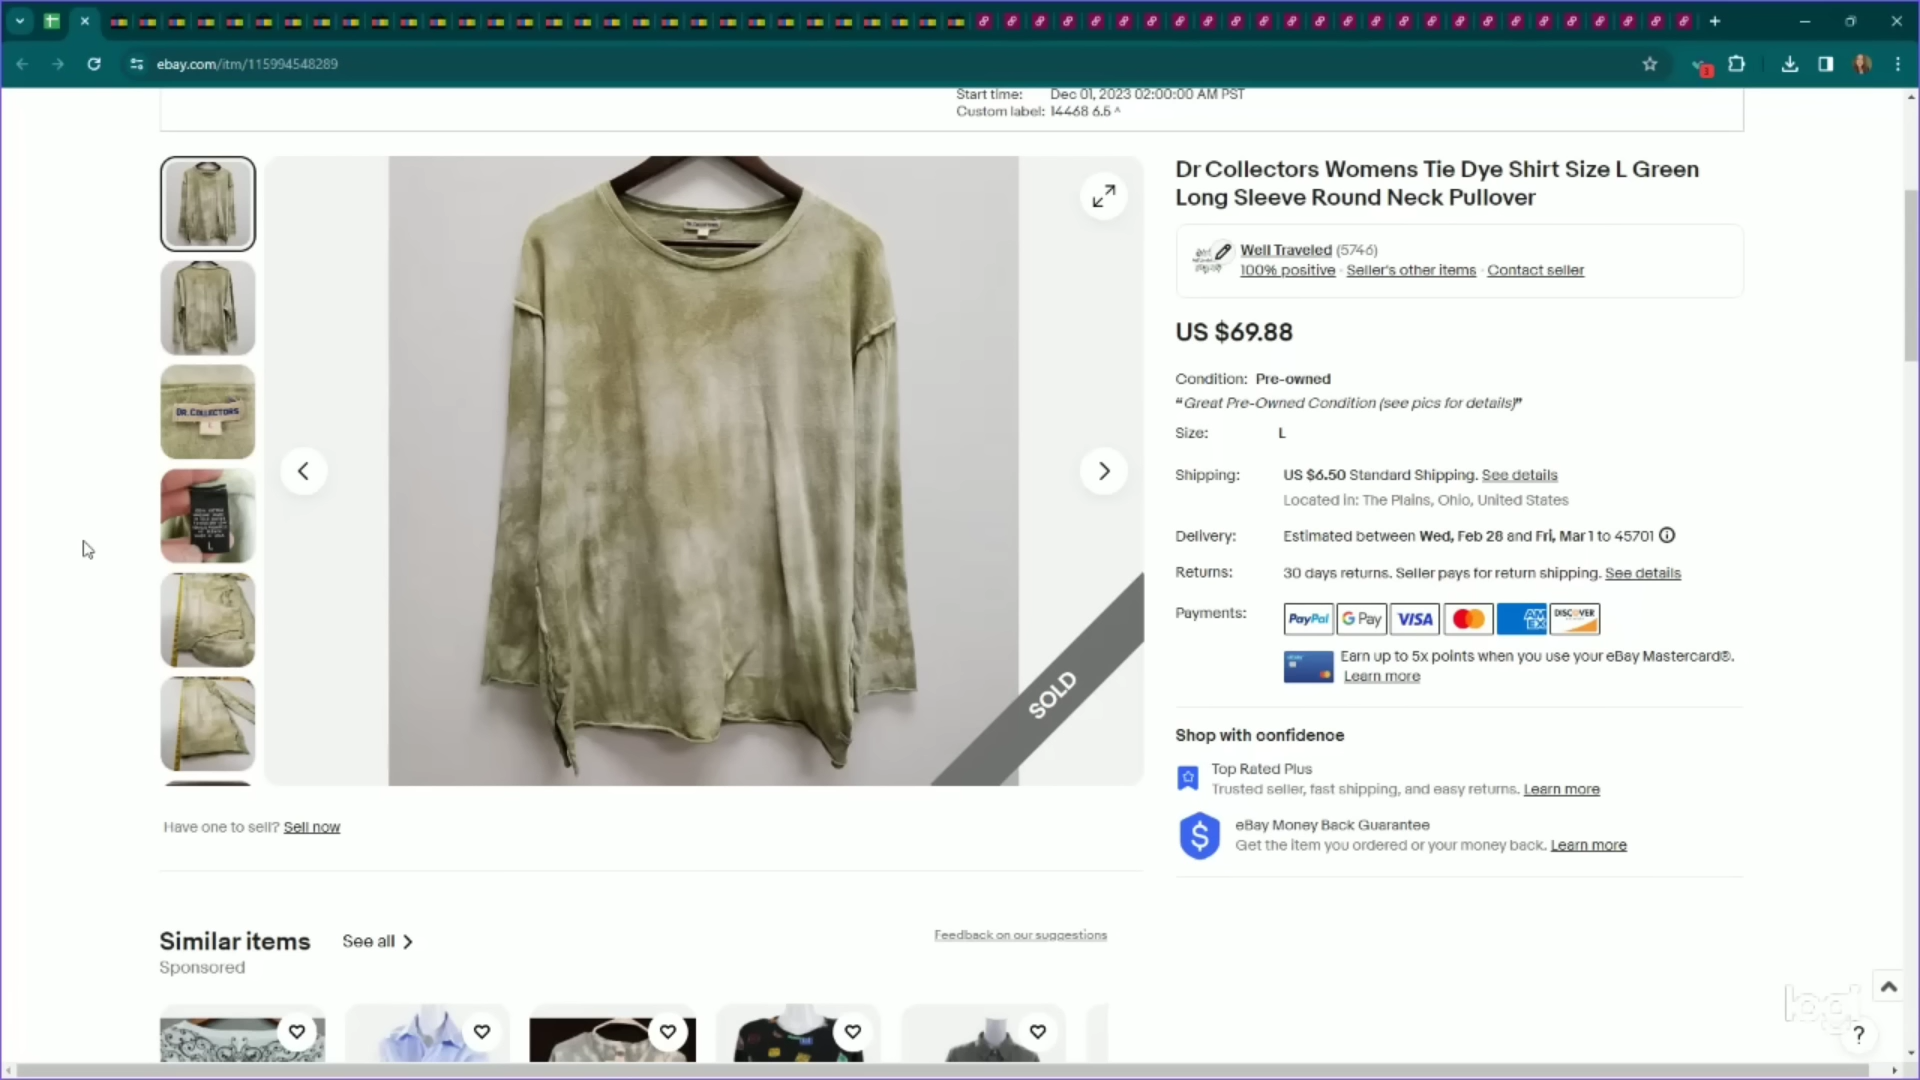 ebay.com/itm/115994548289
Start time: Dec 01, 2023 02:00:00 AM PST
Custom label: 14468 6.5 ^
Dr Collectors Womens Tie Dye Shirt Size L Green
Long Sleeve Round Neck Pullover
Well Traveled (5746)
100% positive · Seller's other items · Contact seller
US $69.88
Condition: Pre-owned
“Great Pre-Owned Condition (see pics for details)”
Size: L
Shipping: US $6.50 Standard Shipping. See details
Located in: The Plains, Ohio, United States
Delivery: Estimated between Wed, Feb 28 and Fri, Mar 1 to 45701
Returns: 30 days returns. Seller pays for return shipping. See details
Payments: PayPal G Pay VISA AM EX DISCOVER
Earn up to 5x points when you use your eBay Mastercard®.
Learn more
Shop with confidence
Top Rated Plus
Trusted seller, fast shipping, and easy returns. Learn more
eBay Money Back Guarantee
Get the item you ordered or your money back. Learn more
DR. COLLECTORS
L
SOLD
Have one to sell? Sell now
Similar items See all
Sponsored
Feedback on our suggestions